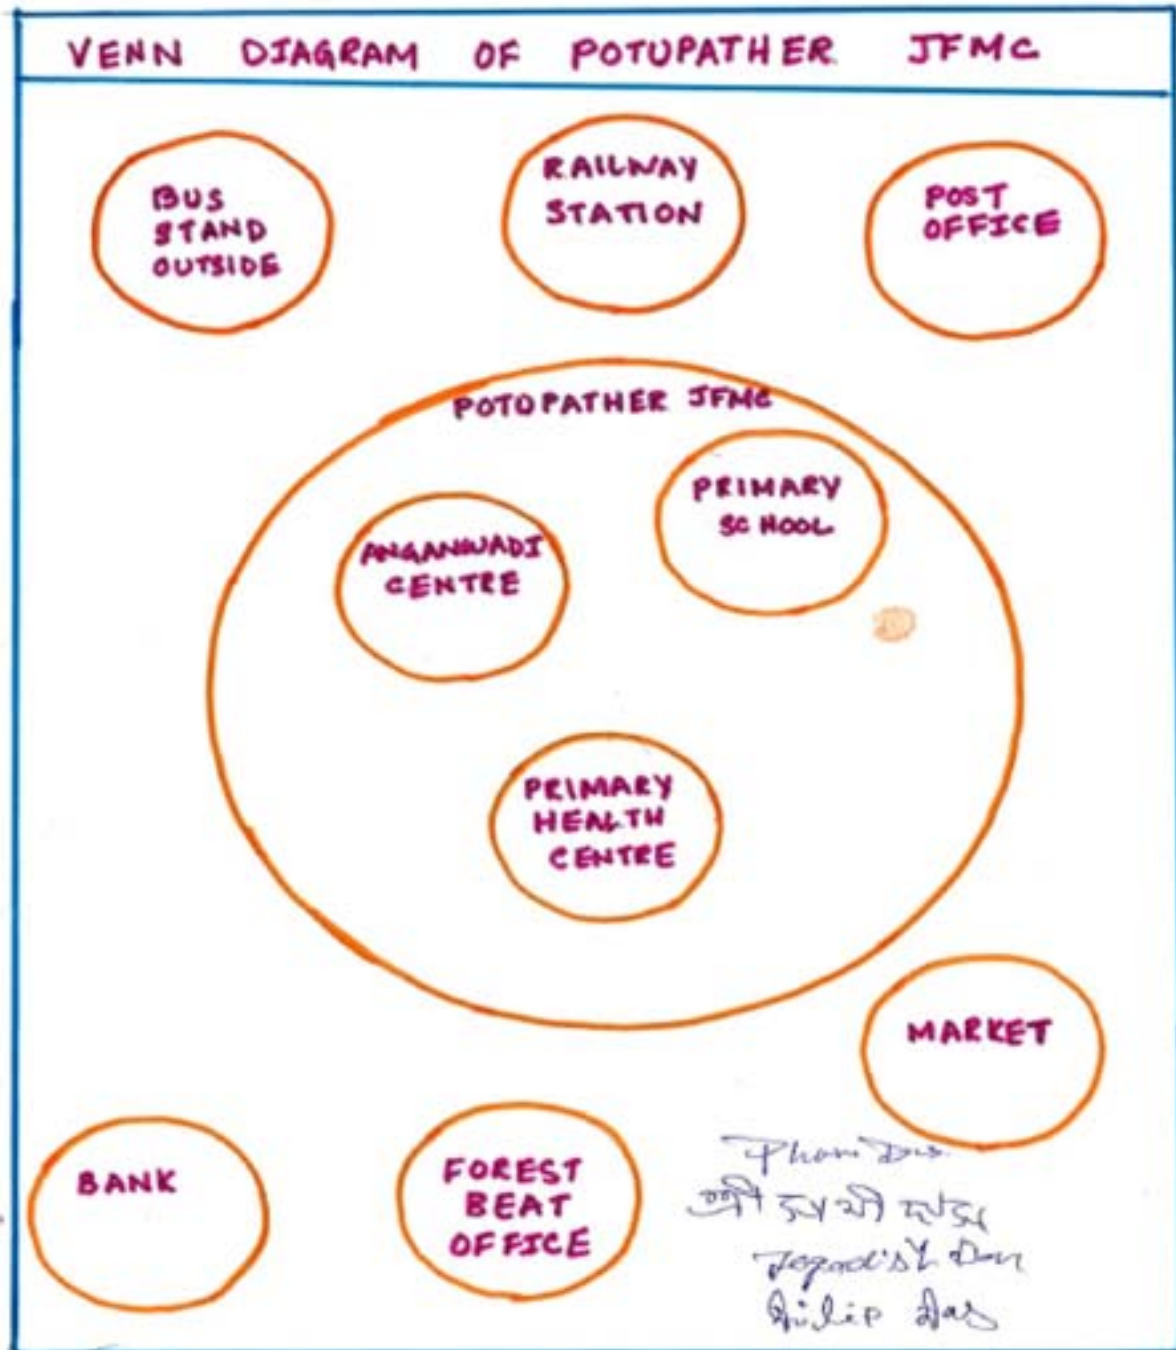 VENN DIAGRAM OF POTUPATHER JFMC
BUS
STAND
OUTSIDE
RAILWAY
STATION
POST
OFFICE
POTOPATHER JFMC
PRIMARY
SCHOOL
ANGANWADI
CENTRE
PRIMARY
HEALTH
CENTRE
MARKET
BANK
FOREST
BEAT
OFFICE
Das
শ্রী
Dilip Das